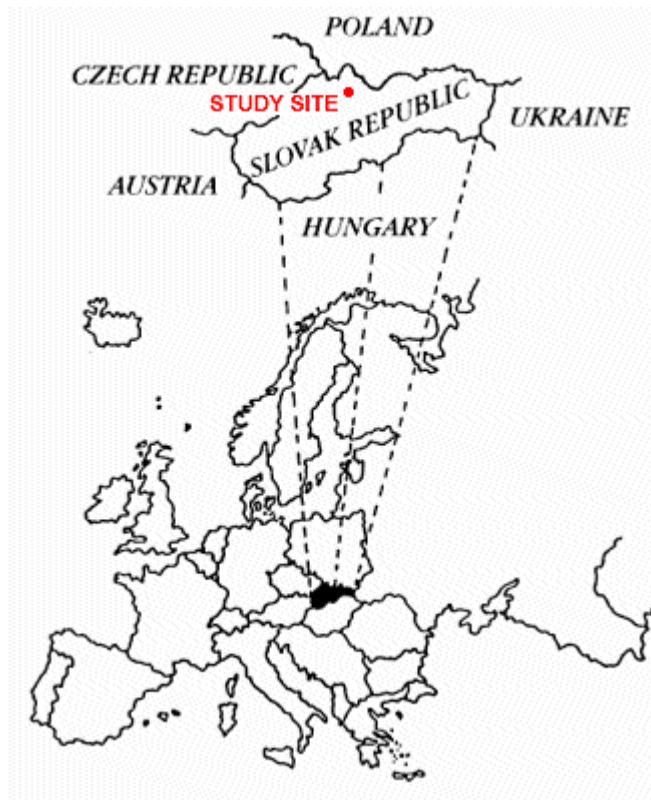 POLAND
CZECH REPUBLIC
STUDY SITE
SLOVAK REPUBLIC
UKRAINE
AUSTRIA
HUNGARY